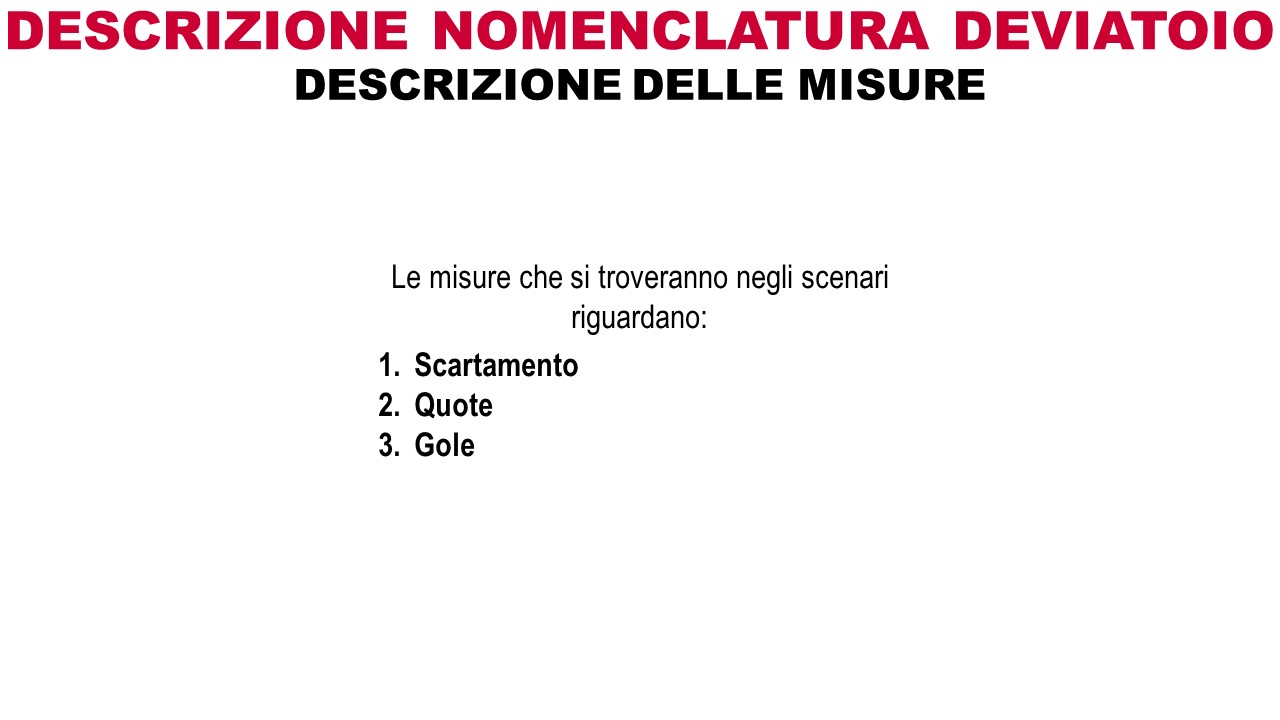 DESCRIZIONE NOMENCLATURA DEVIATOIO
DESCRIZIONE DELLE MISURE
Le misure che si troveranno negli scenari
riguardano:
1. Scartamento
2. Quote
3. Gole